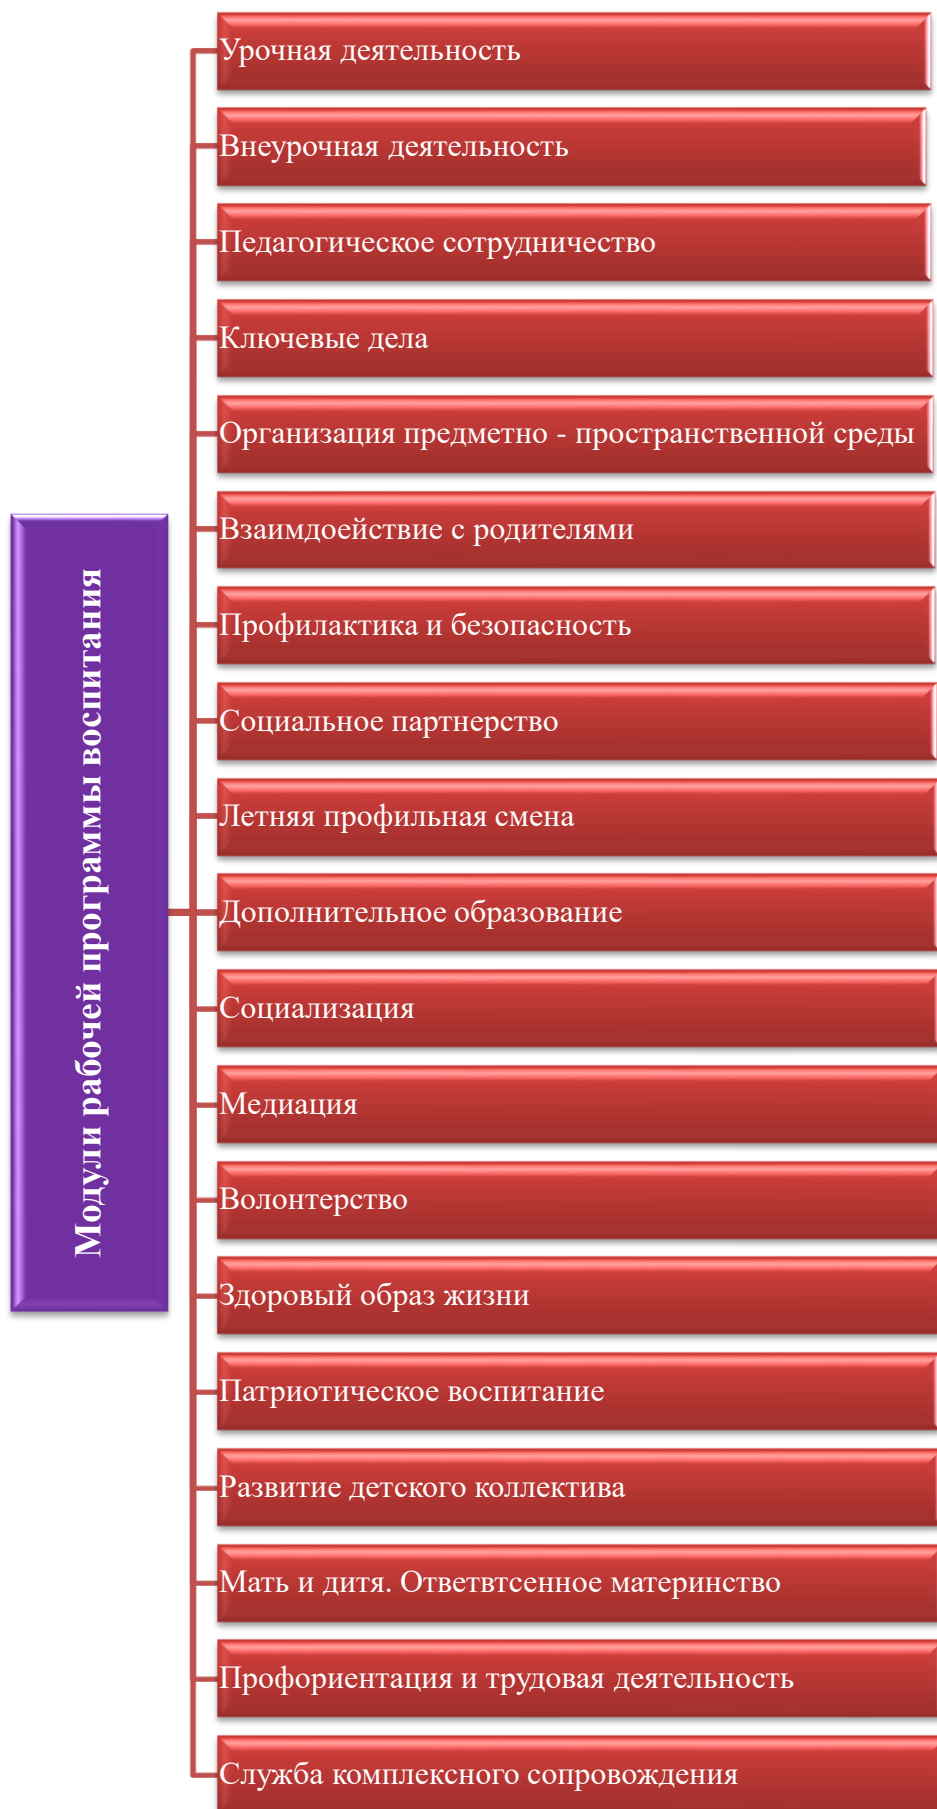 Модули рабочей программы воспитания
Урочная деятельность
Внеурочная деятельность
Педагогическое сотрудничество
Ключевые дела
Организация предметно - пространственной среды
Взаимдоействие с родителями
Профилактика и безопасность
Социальное партнерство
Летняя профильная смена
Дополнительное образование
Социализация
Медиация
Волонтерство
Здоровый образ жизни
Патриотическое воспитание
Развитие детского коллектива
Мать и дитя. Ответвтсенное материнство
Профориентация и трудовая деятельность
Служба комплексного сопровождения